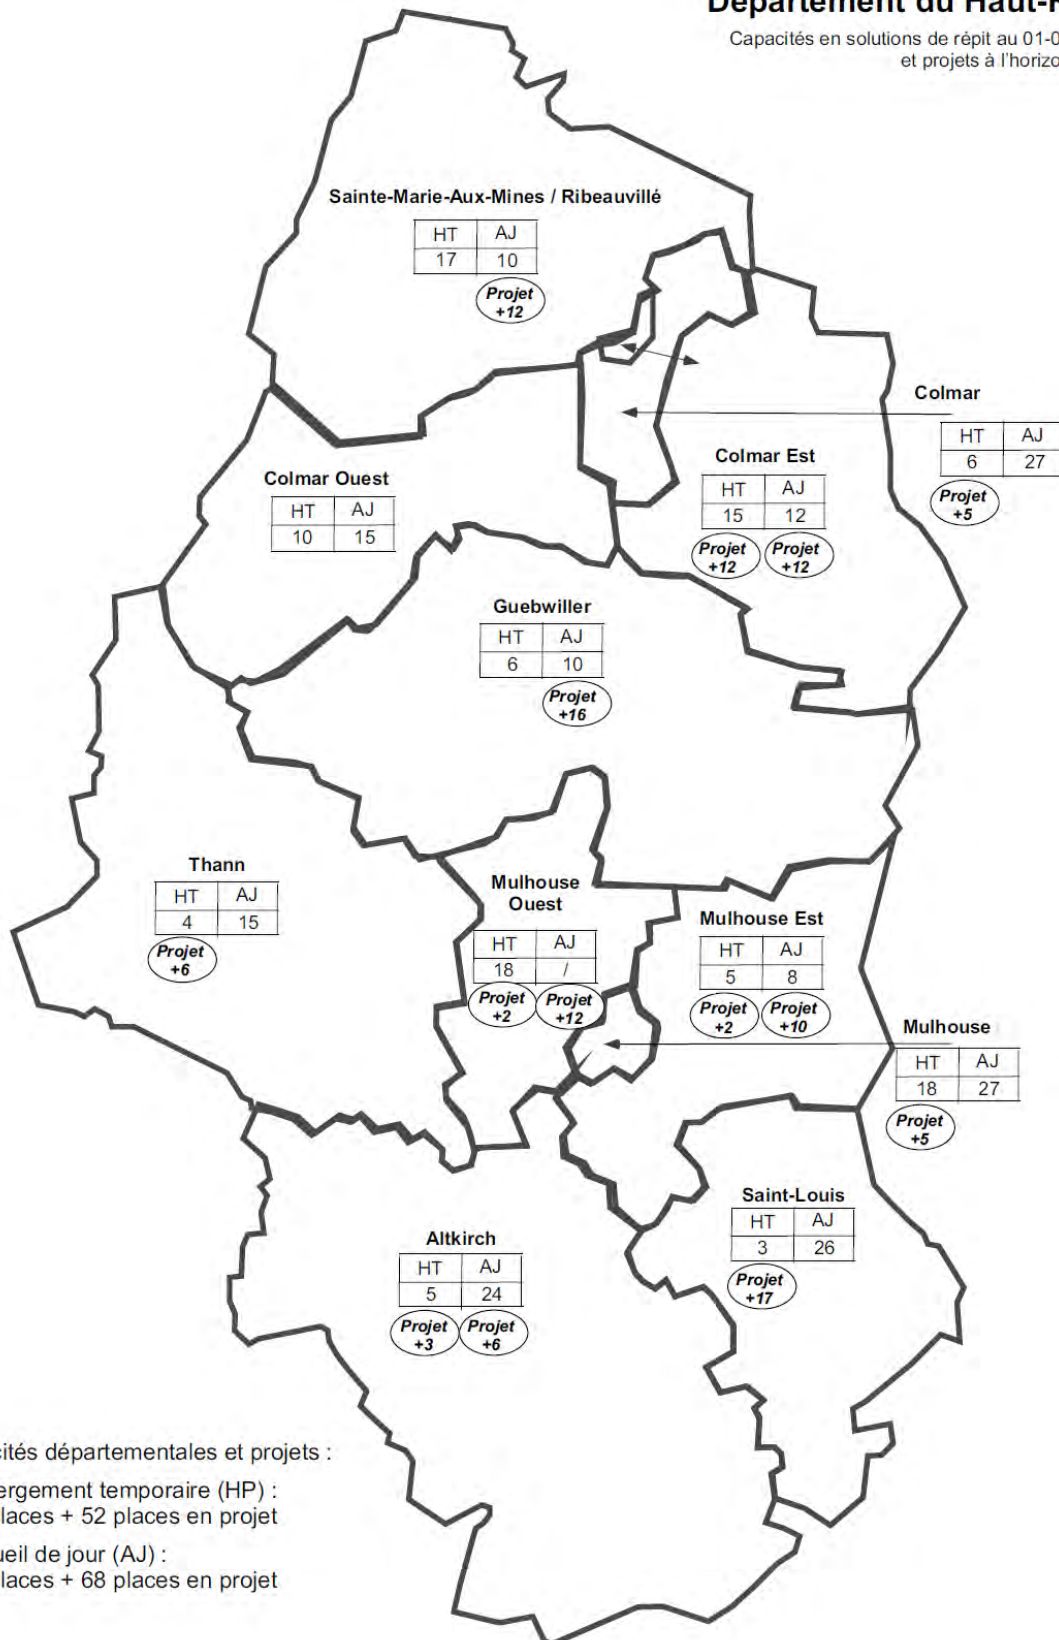 Département du Haut-R
Capacités en solutions de répit au 01-0
et projets à l'horizo
Sainte-Marie-Aux-Mines / Ribeauvillé
HT AJ
17 10
Projet
+12
Colmar
HT AJ
6 27
Projet
+5
Colmar Est
HT AJ
15 12
Projet Projet
+12 +12
Colmar Ouest
HT AJ
10 15
Guebwiller
HT AJ
6 10
Projet
+16
Thann
HT AJ
4 15
Projet
+6
Mulhouse
Ouest
HT AJ
18 /
Projet Projet
+2 +12
Mulhouse Est
HT AJ
5 8
Projet Projet
+2 +10
Mulhouse
HT AJ
18 27
Projet
+5
Saint-Louis
HT AJ
3 26
Projet
+17
Altkirch
HT AJ
5 24
Projet Projet
+3 +6
cités départementales et projets :
ergement temporaire (HP) :
laces + 52 places en projet
ueil de jour (AJ) :
laces + 68 places en projet